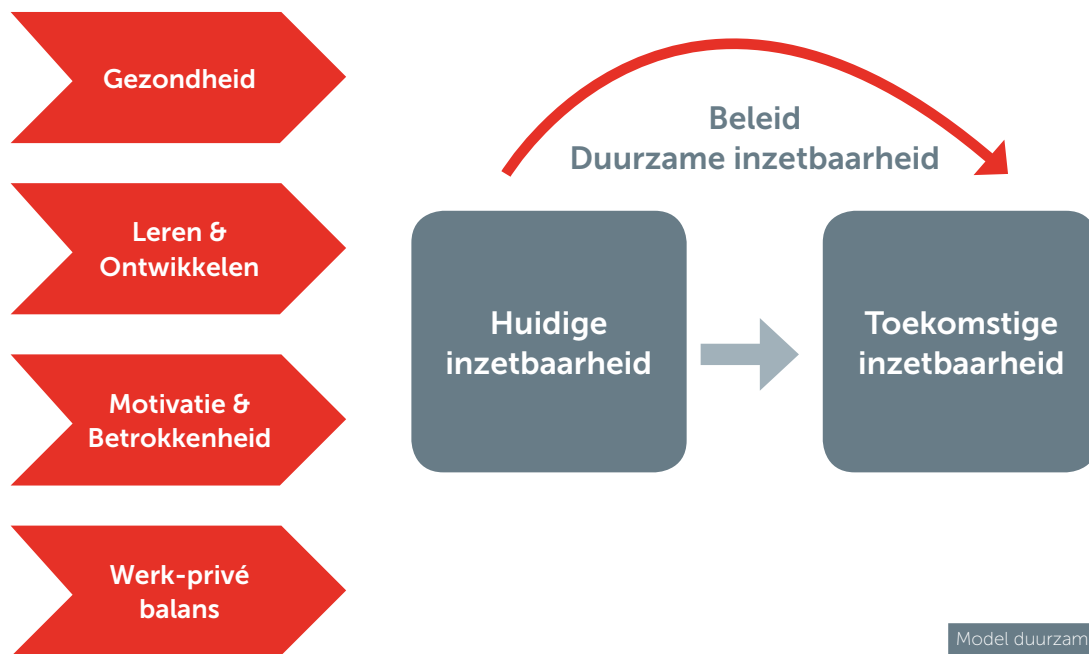 Gezondheid
Leren &
Ontwikkelen
Motivatie &
Betrokkenheid
Werk-privé
balans
Beleid
Duurzame inzetbaarheid
Huidige
inzetbaarheid
Toekomstige
inzetbaarheid
Model duurzam